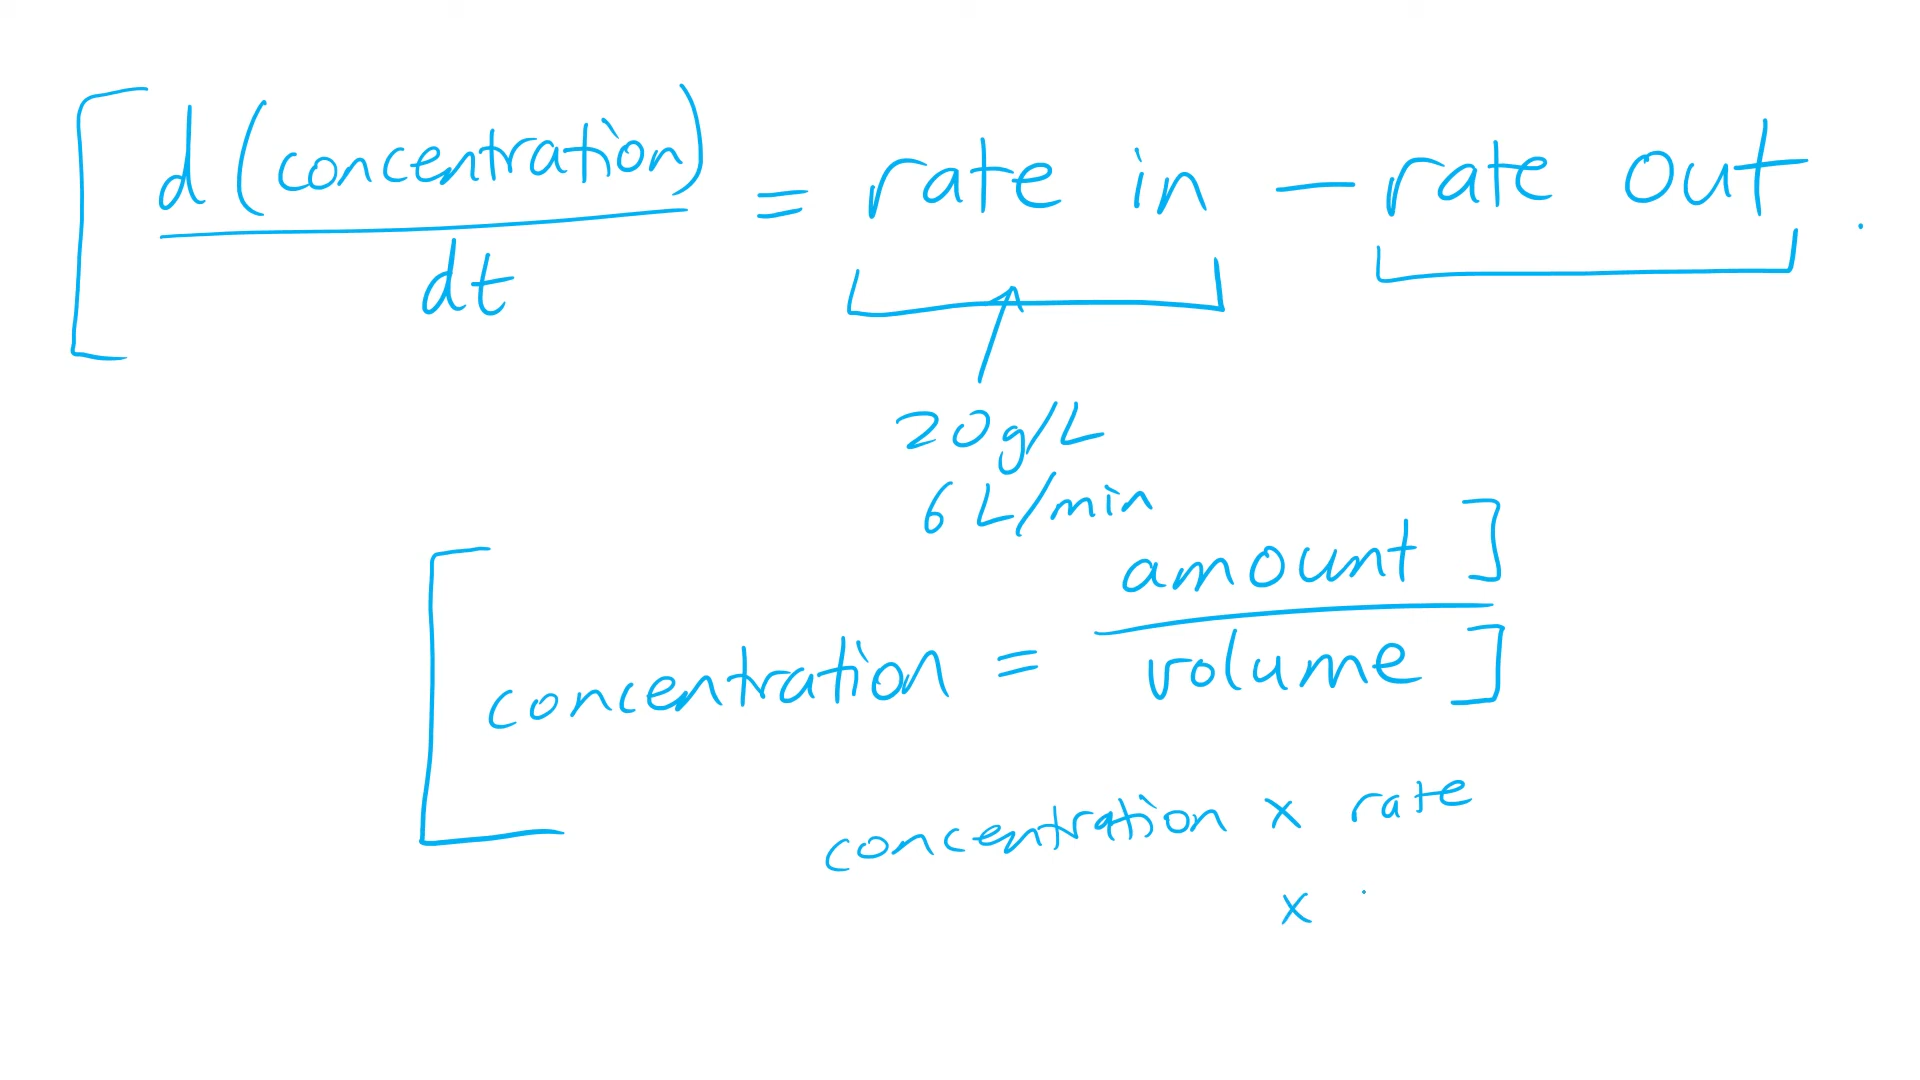 d(concentration)/dt = rate in − rate out
20g/L
6 L/min
concentration = amount/volume
concentration x rate
x